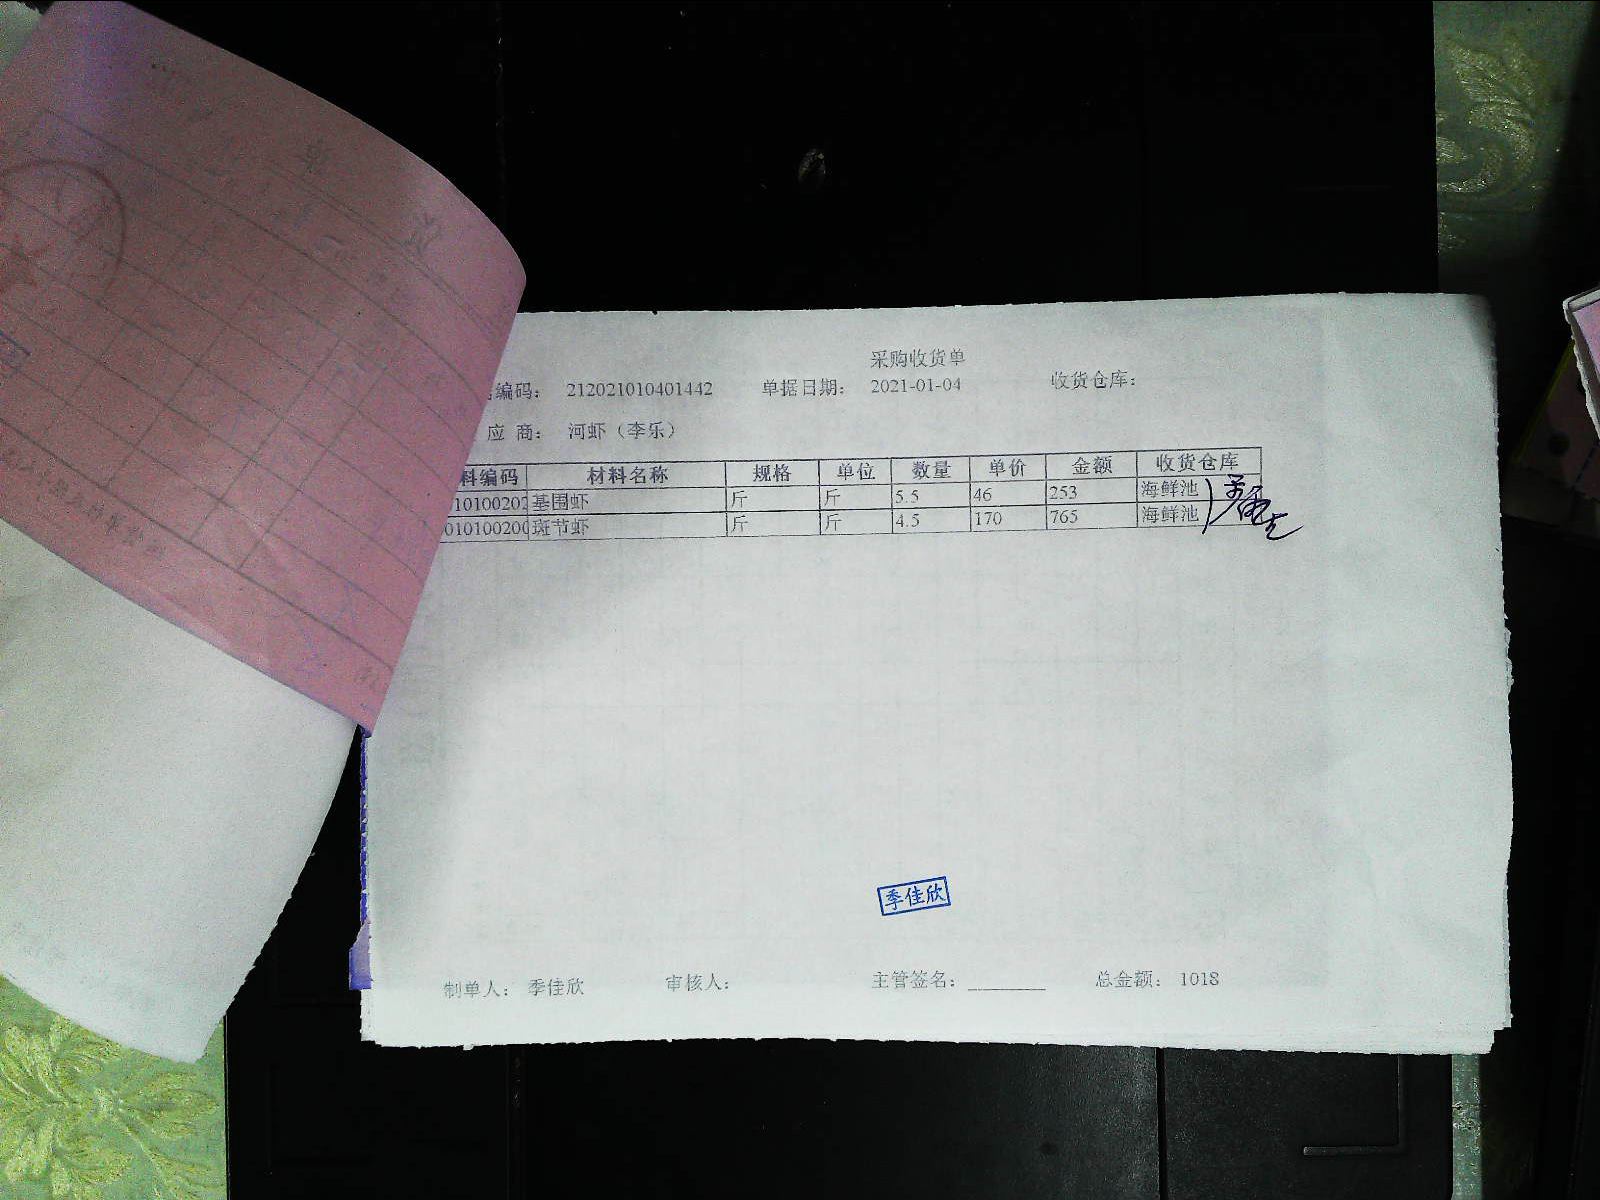 采购收货单
编码： 212021010401442 单据日期： 2021-01-04 收货仓库：
应 商： 河虾（李乐）
料编码 材料名称 规格 单位 数量 单价 金额 收货仓库
10100202 基围虾 斤 斤 5.5 46 253 海鲜池
01010020 斑节虾 斤 斤 4.5 170 765 海鲜池
季佳欣
制单人： 季佳欣 审核人： 主管签名： 总金额： 1018